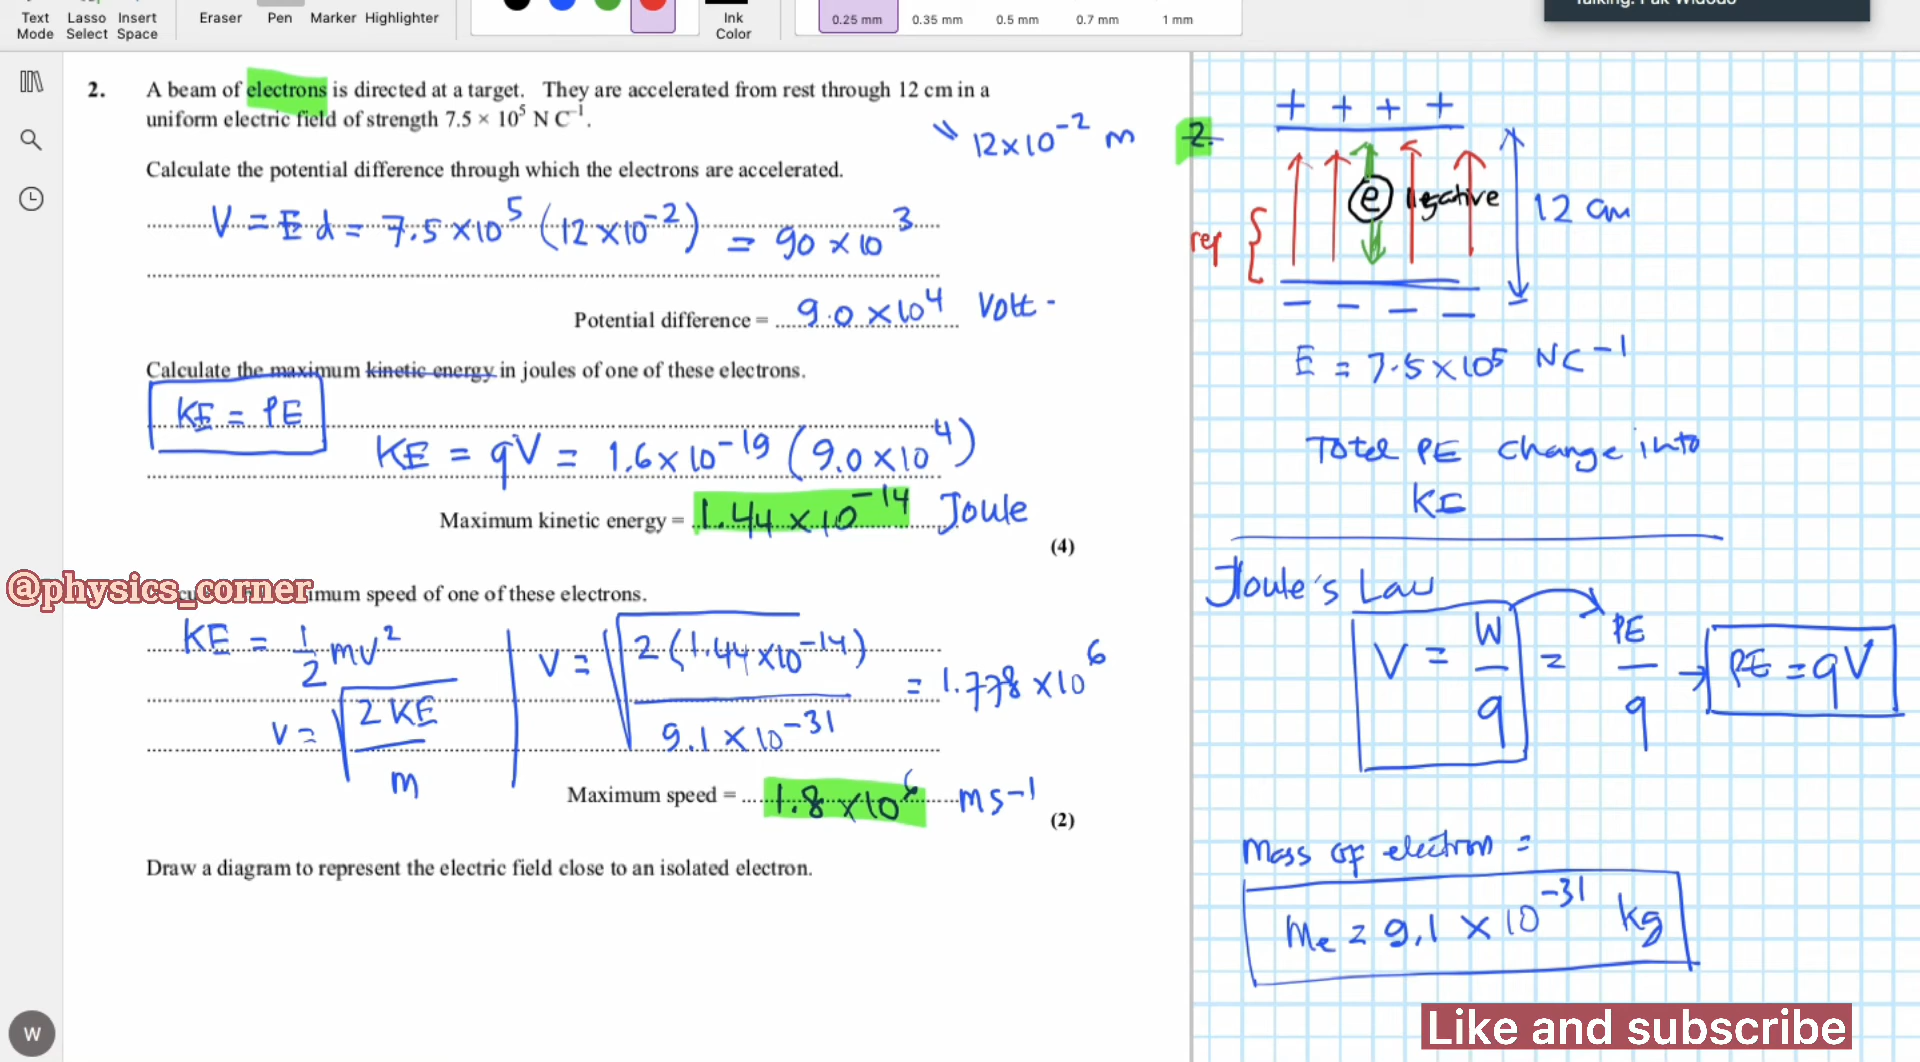 Text Mode
Lasso Select
Insert Space
Eraser
Pen
Marker
Highlighter
Ink Color
0.25 mm
0.35 mm
0.5 mm
0.7 mm
1 mm
Talking: Pak Widodo
2. A beam of electrons is directed at a target. They are accelerated from rest through 12 cm in a
uniform electric field of strength 7.5 × 10⁵ N C⁻¹.
12×10⁻² m
Calculate the potential difference through which the electrons are accelerated.
V = E d = 7.5 ×10⁵ (12 ×10⁻²) = 90 × 10³
Potential difference = 9.0 ×10⁴ Volt -
Calculate the maximum kinetic energy in joules of one of these electrons.
KE = PE
KE = qV = 1.6 × 10⁻¹⁹ (9.0×10⁴)
Maximum kinetic energy = 1.44 ×10⁻¹⁴ Joule
(4)
@physics_corner
imum speed of one of these electrons.
KE = 1/2 mv²
v = √(2 KE / m)
v = √(2 (1.44 ×10⁻¹⁴) / 9.1 × 10⁻³¹) = 1.778 ×10⁶
Maximum speed = 1.8 ×10⁶ ms⁻¹
(2)
Draw a diagram to represent the electric field close to an isolated electron.
W
2.
+ + + +
e negative
12 cm
ref
- - - -
E = 7.5 ×10⁵ NC⁻¹
Total PE change into
KE
Joule's Law
V = W/q = PE/q → PE = qV
Mass of electron =
Me = 9,1 × 10⁻³¹ kg
Like and subscribe